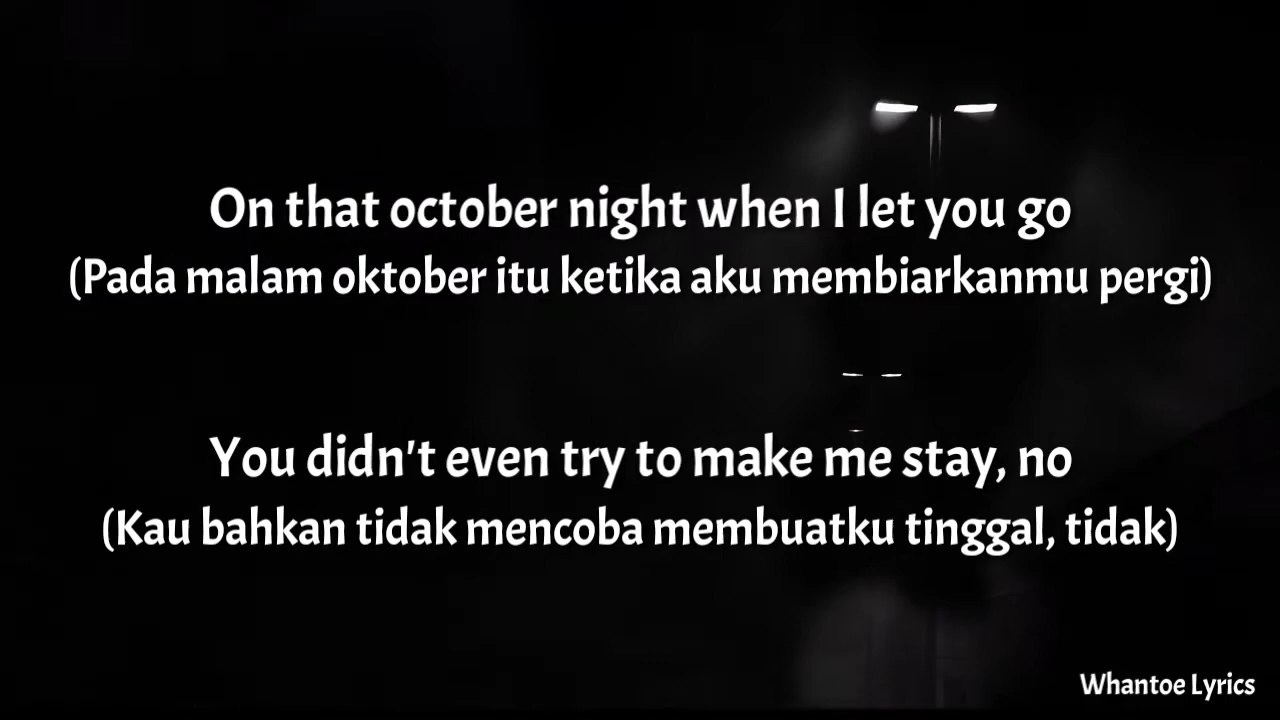 On that october night when I let you go
(Pada malam oktober itu ketika aku membiarkanmu pergi)
You didn't even try to make me stay, no
(Kau bahkan tidak mencoba membuatku tinggal, tidak)
Whantoe Lyrics